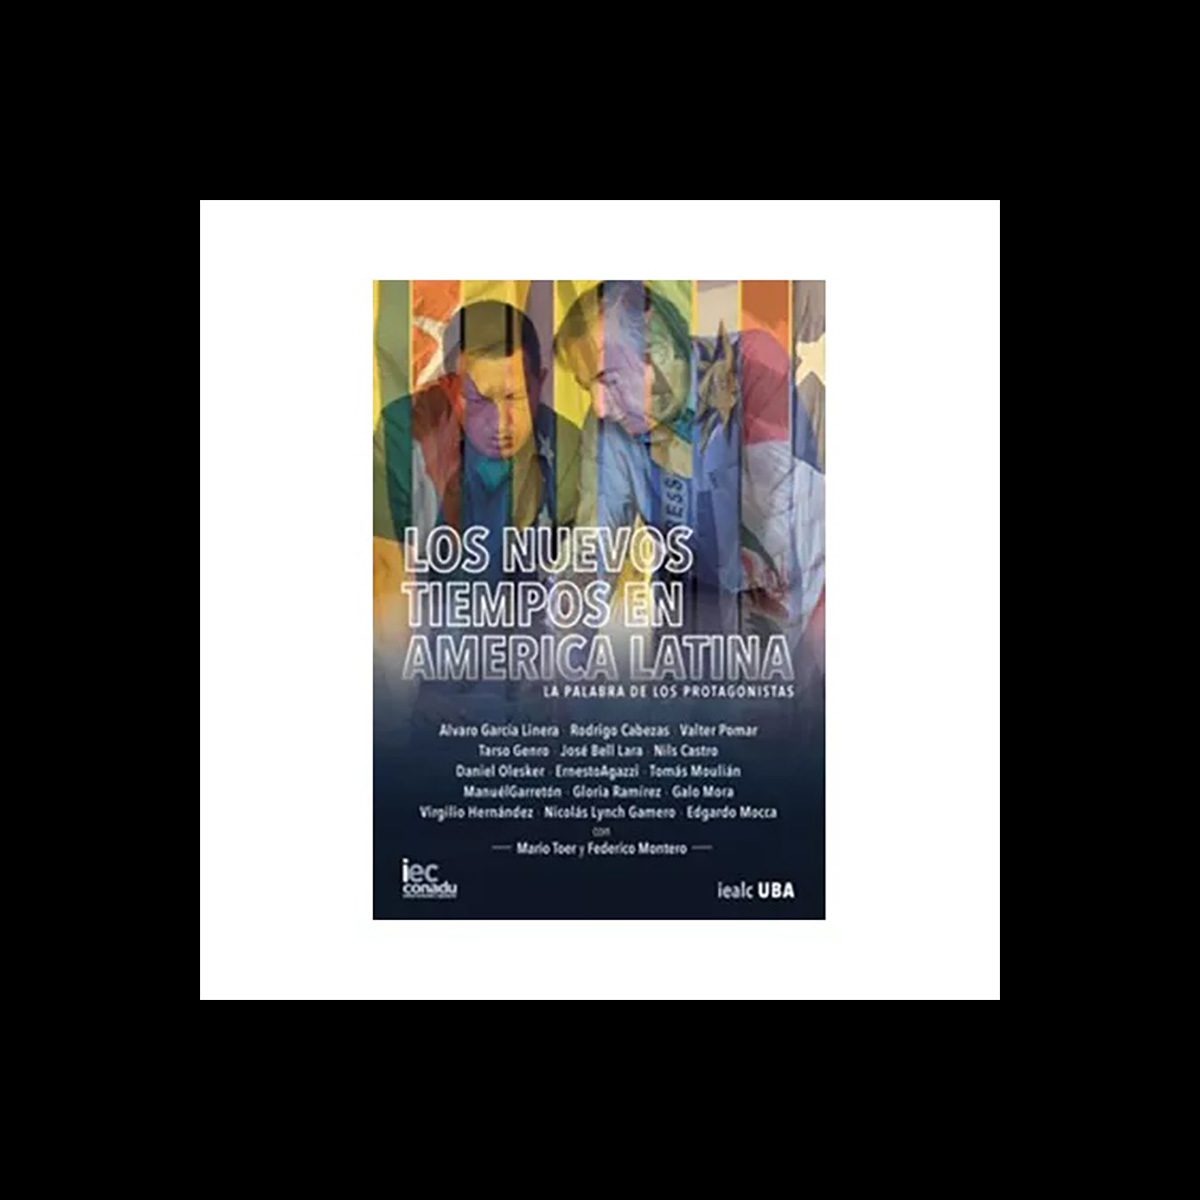 PRESS
LOS NUEVOS
TIEMPOS EN
AMERICA LATINA
LA PALABRA DE LOS PROTAGONISTAS
Alvaro García Linera · Rodrigo Cabezas · Valter Pomar
Tarso Genro · José Bell Lara · Nils Castro
Daniel Olesker · ErnestoAgazzi · Tomás Moulián
ManuélGarretón · Gloria Ramírez · Galo Mora
Virgilio Hernández · Nicolás Lynch Gamero · Edgardo Mocca
con
Mario Toer y Federico Montero
iec
conadu
iealc UBA